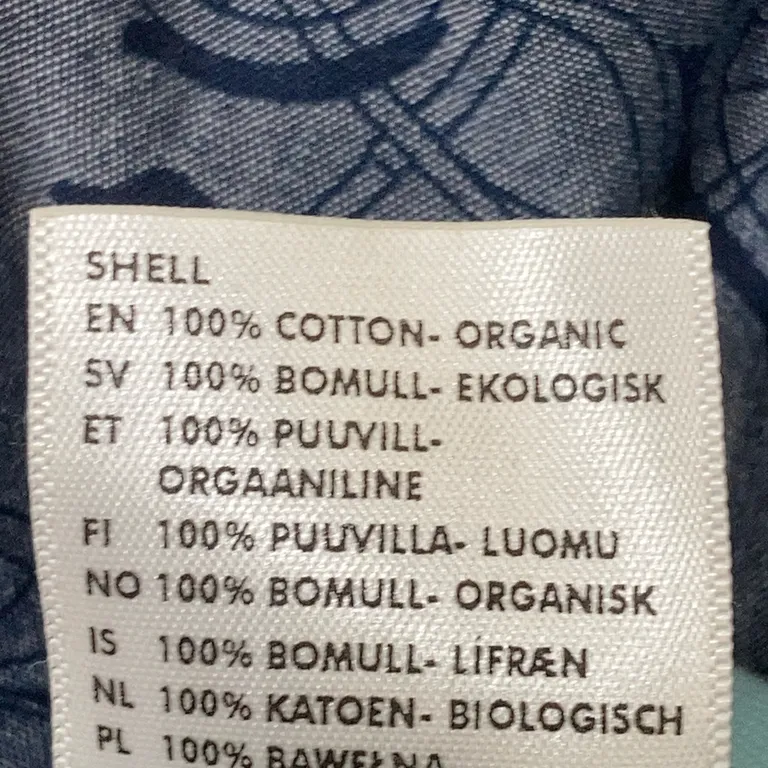 SHELL
EN 100% COTTON- ORGANIC
SV 100% BOMULL- EKOLOGISK
ET 100% PUUVILL-
ORGAANILINE
FI 100% PUUVILLA- LUOMU
NO 100% BOMULL- ORGANISK
IS 100% BOMULL- LÍFRÆN
NL 100% KATOEN- BIOLOGISCH
PL 100% BAWEŁNA